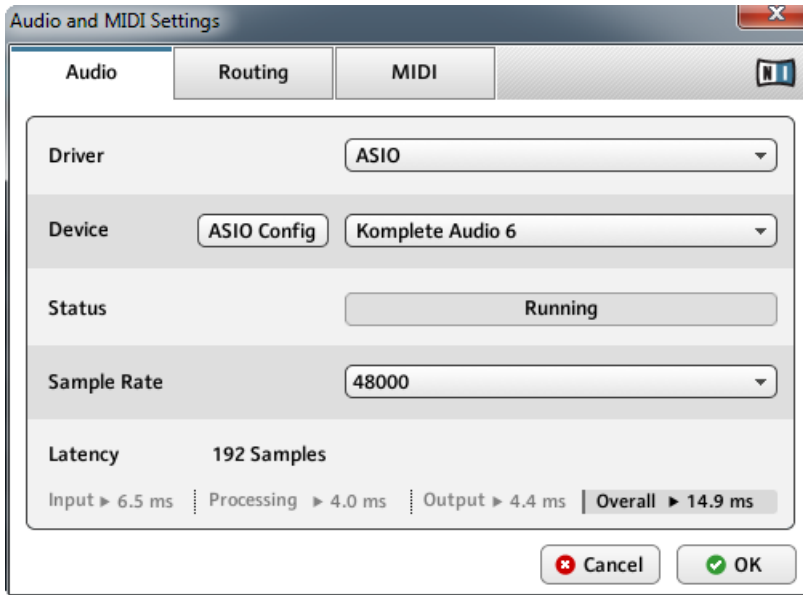 Audio and MIDI Settings
Audio Routing MIDI NI
Driver ASIO
Device ASIO Config Komplete Audio 6
Status Running
Sample Rate 48000
Latency 192 Samples
Input ▶ 6.5 ms Processing ▶ 4.0 ms Output ▶ 4.4 ms Overall ▶ 14.9 ms
Cancel OK